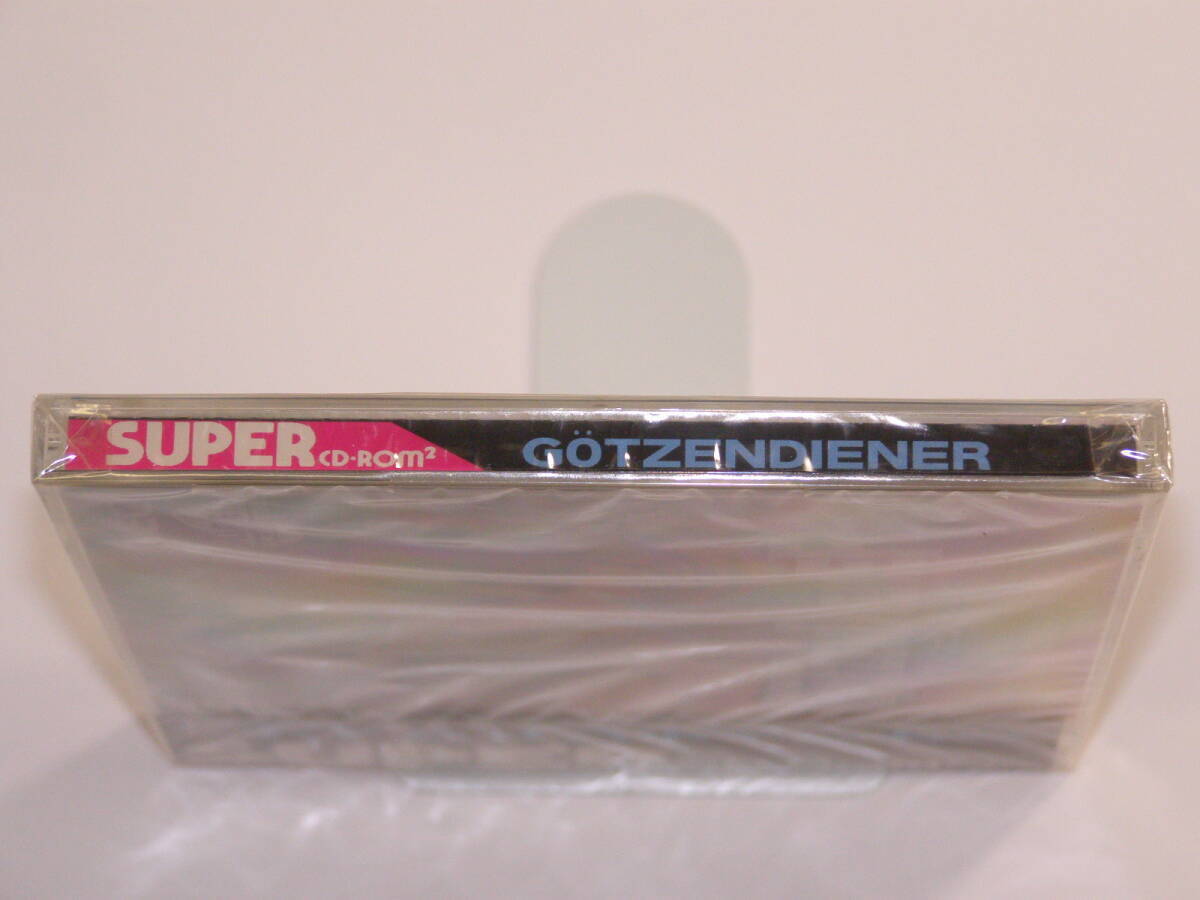 SUPER CD-ROM² GÖTZENDIENER